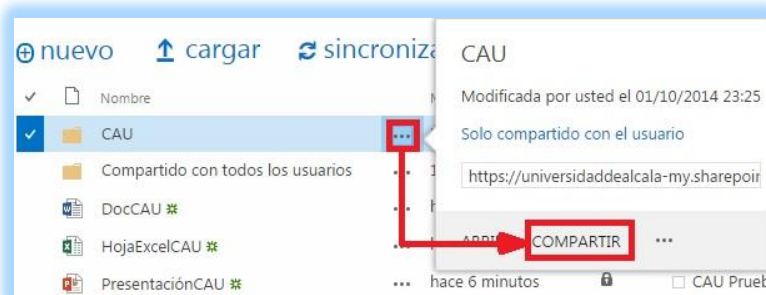 nuevo cargar sincroniza
Nombre
CAU
Compartido con todos los usuarios
DocCAU
HojaExcelCAU
PresentaciónCAU
hace 6 minutos
CAU
Modificada por usted el 01/10/2014 23:25
Solo compartido con el usuario
https://universidaddealcala-my.sharepoin
COMPARTIR
CAU Prueb